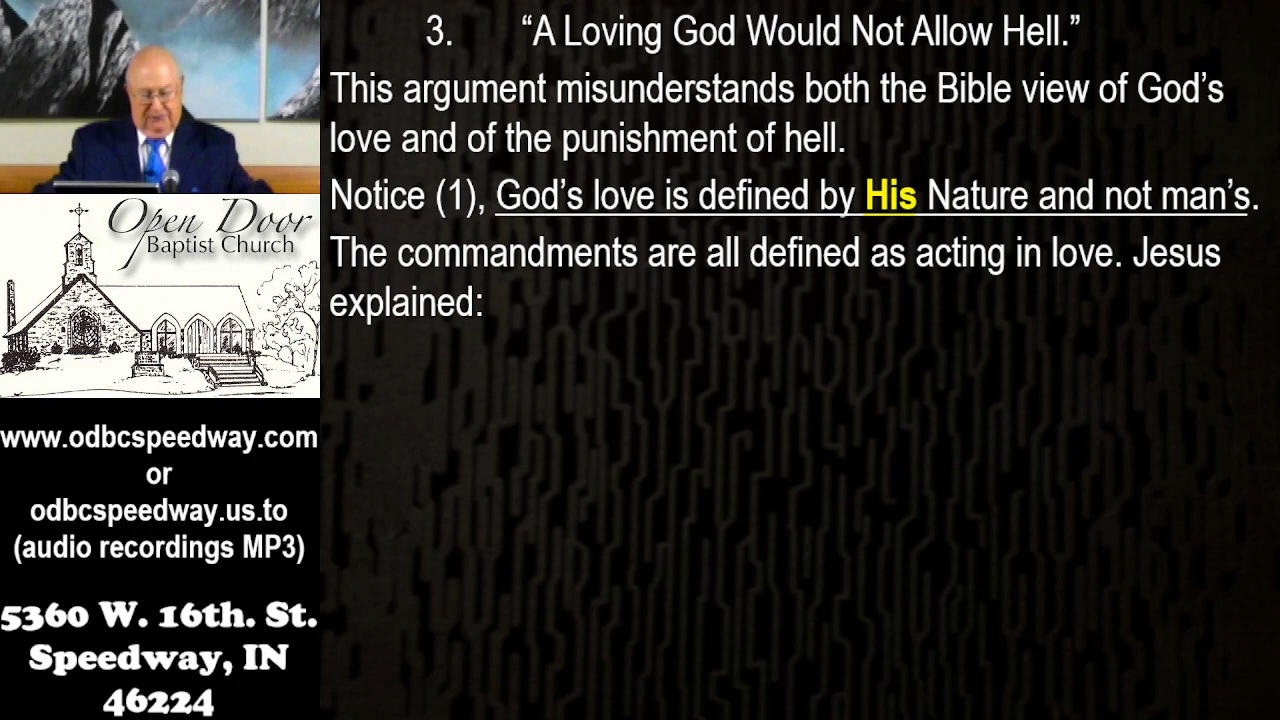 3. “A Loving God Would Not Allow Hell.”
This argument misunderstands both the Bible view of God’s
love and of the punishment of hell.
Notice (1), God’s love is defined by His Nature and not man’s.
The commandments are all defined as acting in love. Jesus
explained:
Open Door
Baptist Church
www.odbcspeedway.com
or
odbcspeedway.us.to
(audio recordings MP3)
5360 W. 16th. St.
Speedway, IN
46224